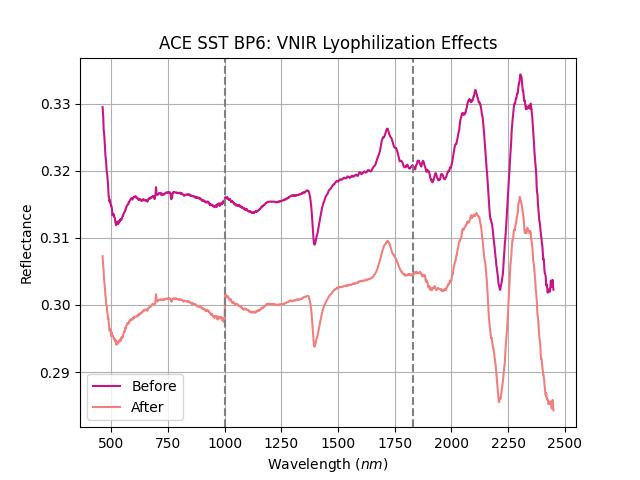 ACE SST BP6: VNIR Lyophilization Effects
0.33
0.32
0.31
0.30
0.29
Reflectance
Before
After
500 750 1000 1250 1500 1750 2000 2250 2500
Wavelength (nm)